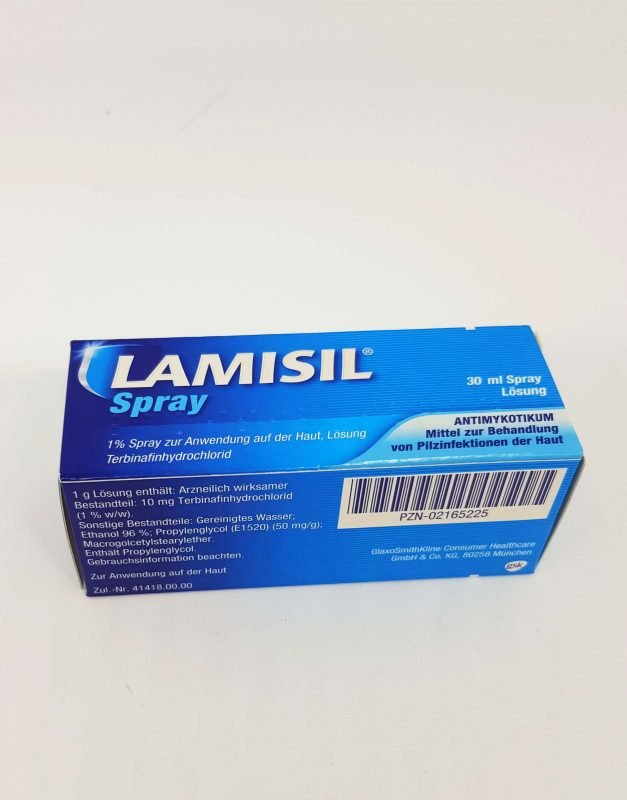 LAMISIL®
Spray
30 ml Spray
Lösung
1% Spray zur Anwendung auf der Haut, Lösung
Terbinafinhydrochlorid
ANTIMYKOTIKUM
Mittel zur Behandlung
von Pilzinfektionen der Haut
1 g Lösung enthält: Arzneilich wirksamer
Bestandteil: 10 mg Terbinafinhydrochlorid
(1 % w/w).
Sonstige Bestandteile: Gereinigtes Wasser;
Ethanol 96 %; Propylenglycol (E1520) (50 mg/g);
Macrogolcetylstearylether.
Enthält Propylenglycol.
Gebrauchsinformation beachten.
Zur Anwendung auf der Haut
Zul.-Nr. 41418.00.00
PZN-02165225
GlaxoSmithKline Consumer Healthcare
GmbH & Co. KG, 80258 München
gsk